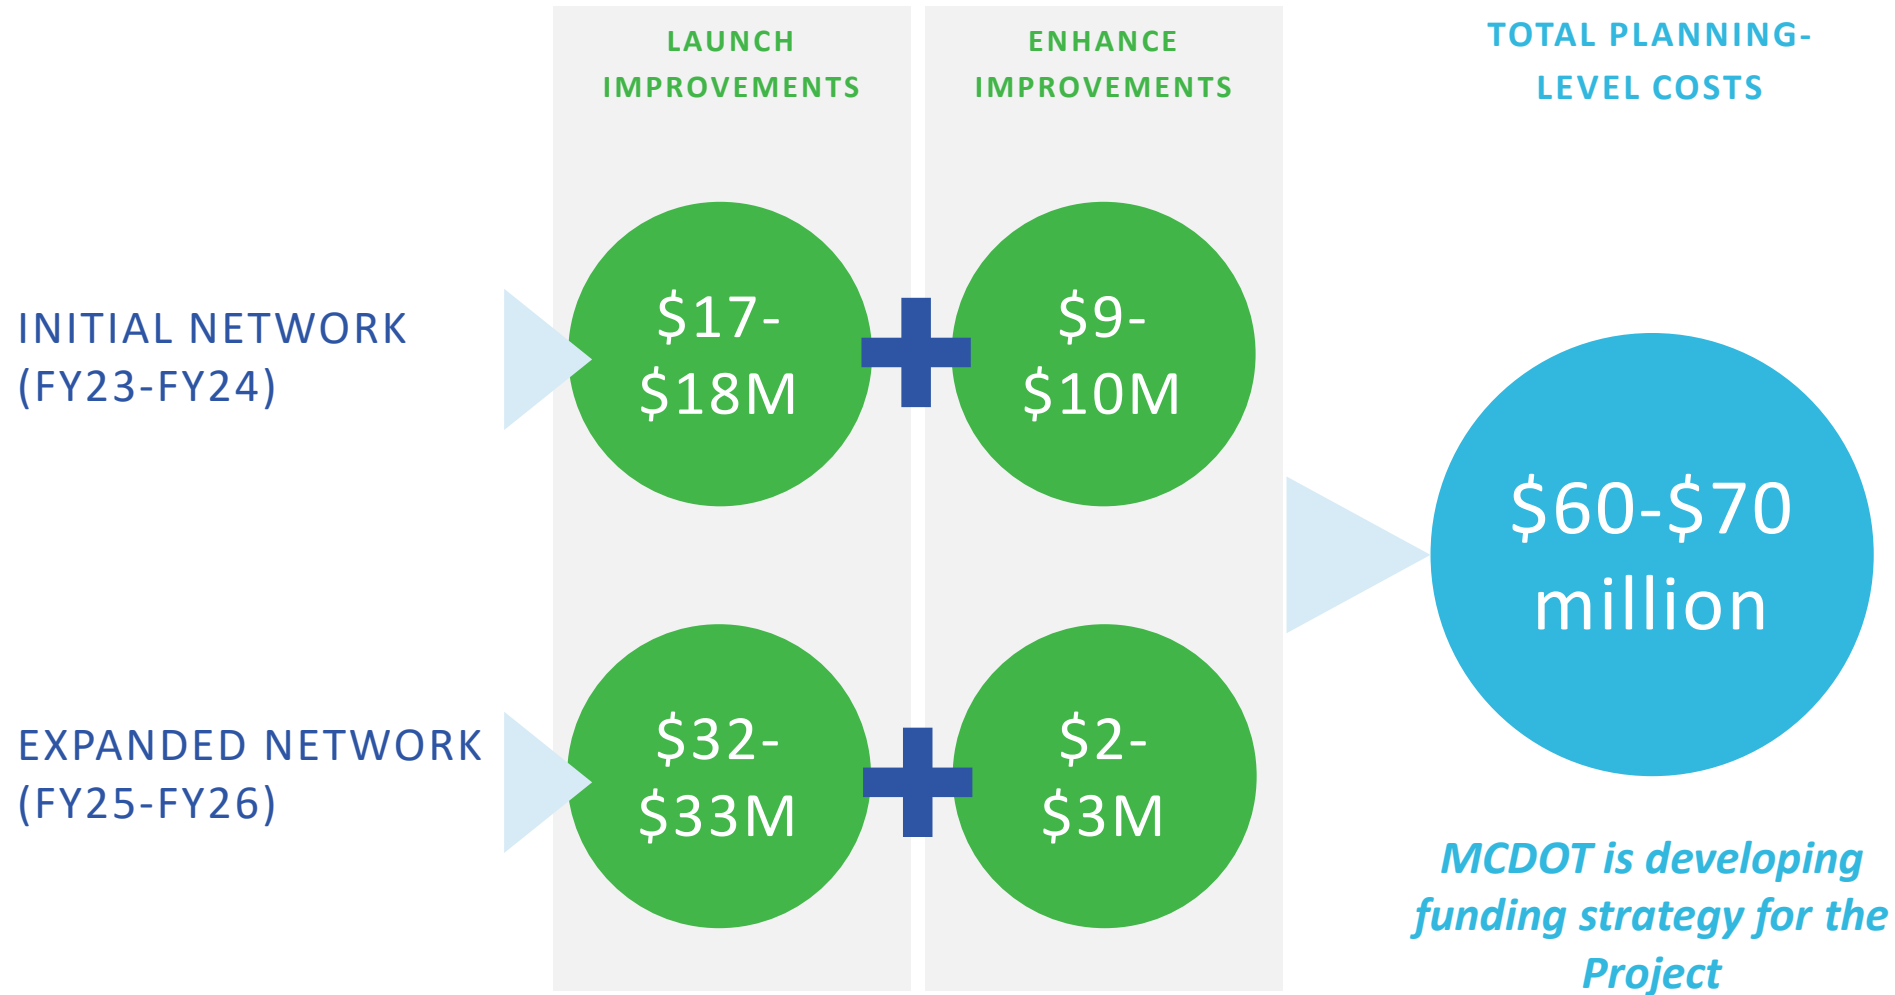 LAUNCH
IMPROVEMENTS
ENHANCE
IMPROVEMENTS
TOTAL PLANNING-
LEVEL COSTS
INITIAL NETWORK
(FY23-FY24)
$17-
$18M
$9-
$10M
$60-$70
million
EXPANDED NETWORK
(FY25-FY26)
$32-
$33M
$2-
$3M
MCDOT is developing
funding strategy for the
Project